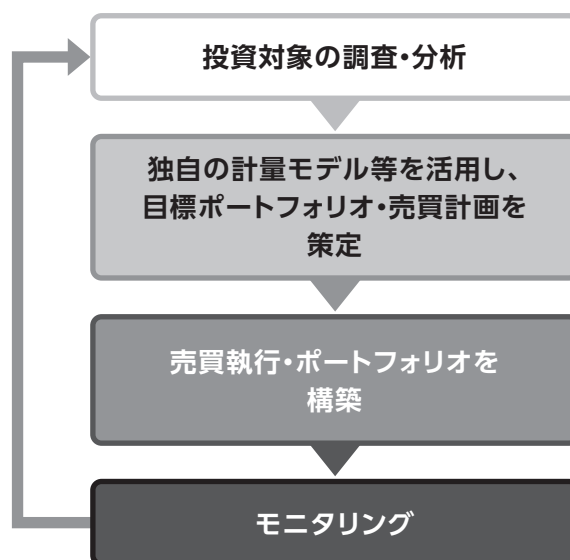 投資対象の調査・分析
独自の計量モデル等を活用し、
目標ポートフォリオ・売買計画を
策定
売買執行・ポートフォリオを
構築
モニタリング